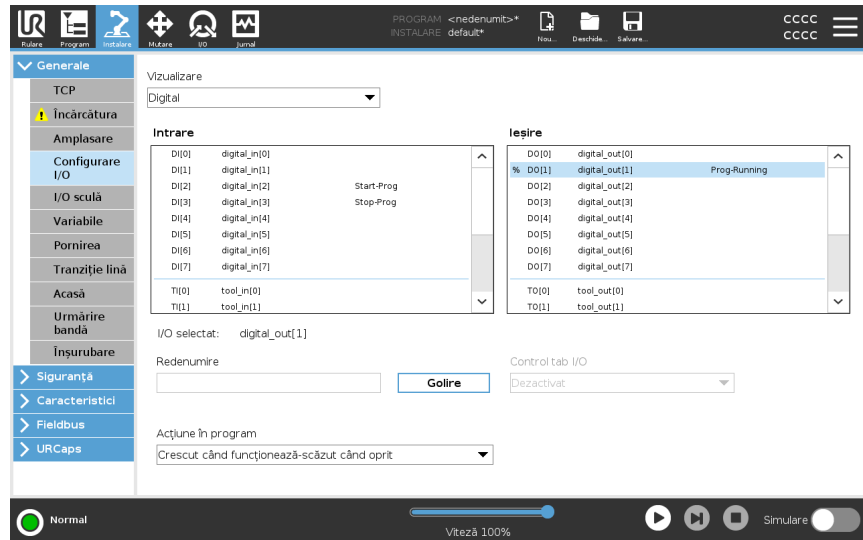 PROGRAM <nedenumit>*
INSTALARE default*
CCCC
CCCC
Rulare Program Instalare Mutare I/O Jurnal Nou... Deschide... Salvare...
Generale
TCP
Încărcătura
Amplasare
Configurare
I/O
I/O sculă
Variabile
Pornirea
Tranziție lină
Acasă
Urmărire
bandă
Înșurubare
Siguranță
Caracteristici
Fieldbus
URCaps
Vizualizare
Digital
Intrare
DI[0] digital_in[0]
DI[1] digital_in[1]
DI[2] digital_in[2] Start-Prog
DI[3] digital_in[3] Stop-Prog
DI[4] digital_in[4]
DI[5] digital_in[5]
DI[6] digital_in[6]
DI[7] digital_in[7]
TI[0] tool_in[0]
TI[1] tool_in[1]
Ieșire
DO[0] digital_out[0]
% DO[1] digital_out[1] Prog-Running
DO[2] digital_out[2]
DO[3] digital_out[3]
DO[4] digital_out[4]
DO[5] digital_out[5]
DO[6] digital_out[6]
DO[7] digital_out[7]
TO[0] tool_out[0]
TO[1] tool_out[1]
I/O selectat: digital_out[1]
Redenumire
Golire
Control tab I/O
Dezactivat
Acțiune în program
Crescut când funcționează-scăzut când oprit
Normal
Viteză 100%
Simulare